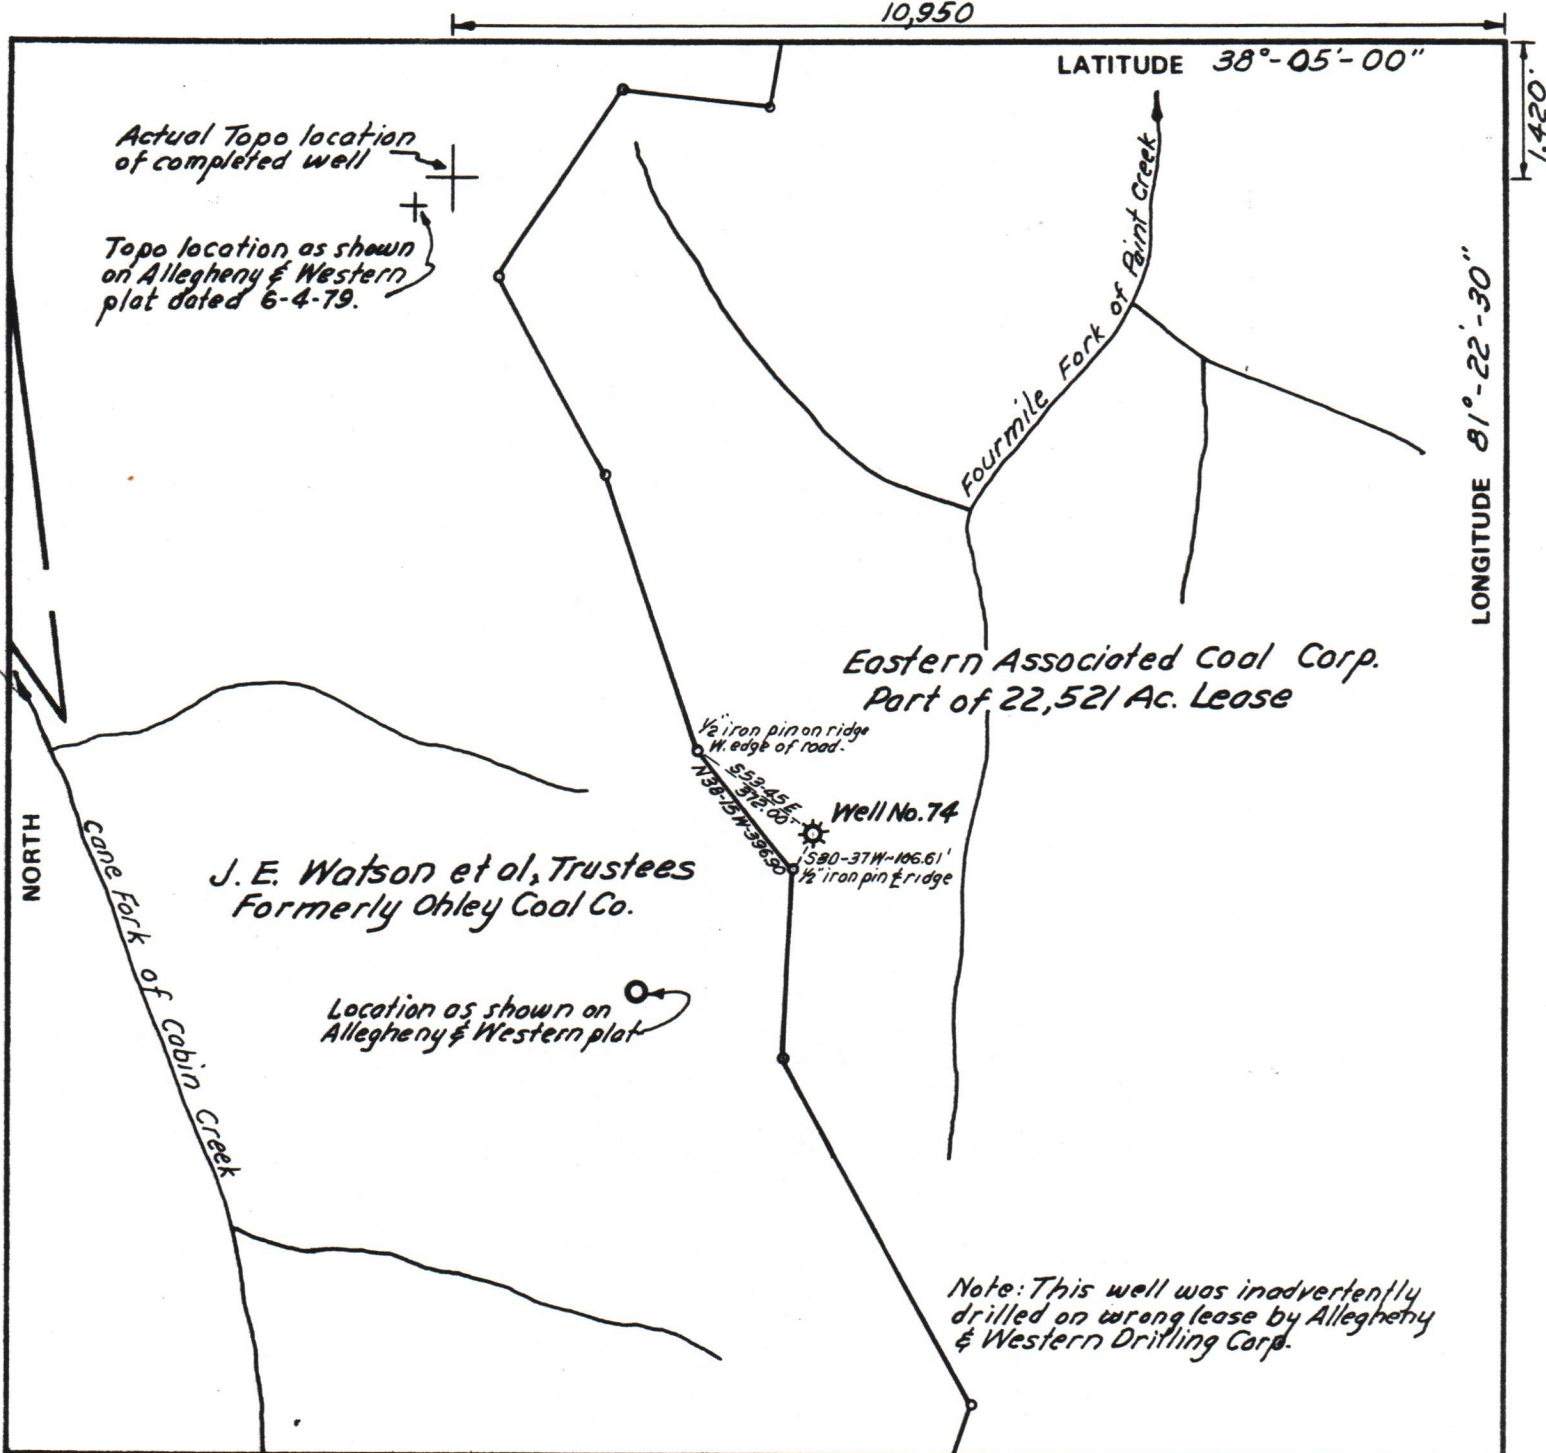 10,950
LATITUDE 38°-05'-00"
1,420'
Actual Topo location
of completed well
Topo location as shown
on Allegheny & Western
plat dated 6-4-79.
Fourmile Fork of Paint Creek
LONGITUDE 81°-22'-30"
Eastern Associated Coal Corp.
Part of 22,521 Ac. Lease
1/2" iron pin on ridge
W. edge of road.
S53-45E
372.00
N38-15W-396.90
Well No. 74
S30-37W~106.61'
1/2" iron pin ℄ ridge
NORTH
J. E. Watson et al, Trustees
Formerly Ohley Coal Co.
Cane Fork of Cabin Creek
Location as shown on
Allegheny & Western plat
Note: This well was inadvertently
drilled on wrong lease by Allegheny
& Western Drilling Corp.